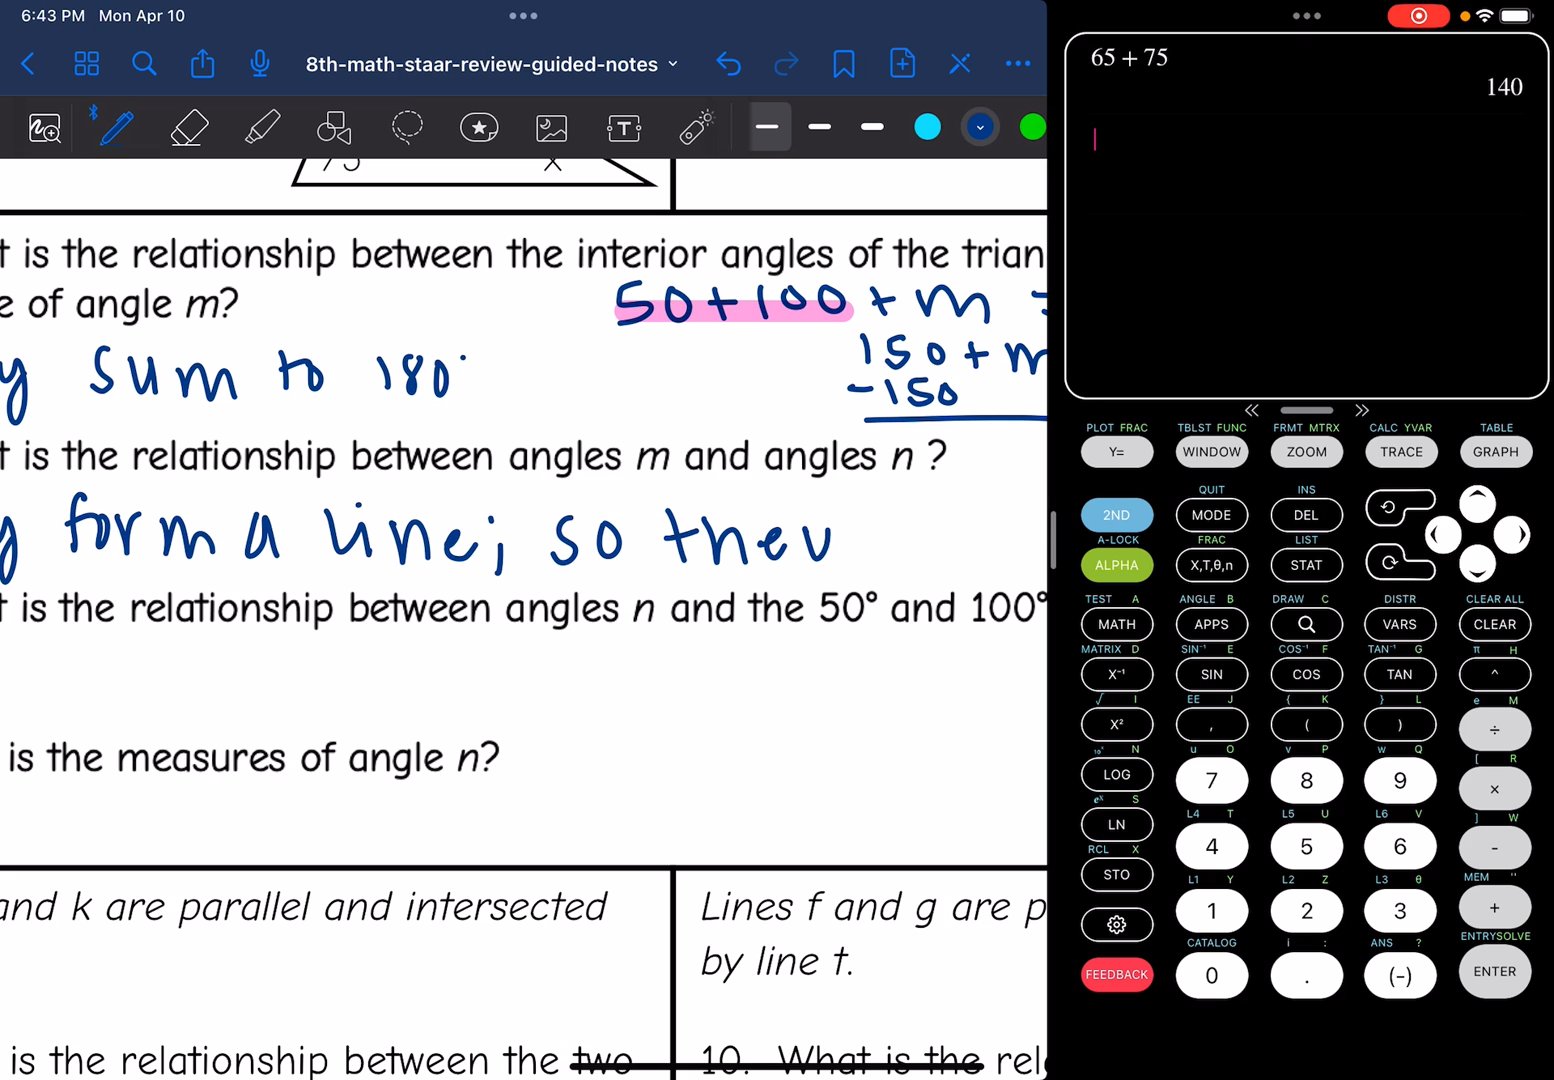 6:43 PM Mon Apr 10
8th-math-staar-review-guided-notes
75 x
t is the relationship between the interior angles of the trian
e of angle m?
50+100 + m =
y sum to 180°
150 + m
-150
t is the relationship between angles m and angles n ?
y form a line; so they
t is the relationship between angles n and the 50° and 100°
is the measures of angle n?
and k are parallel and intersected
Lines f and g are p
by line t.
is the relationship between the two
10. What is the rel
65 + 75
140
PLOT FRAC TBLST FUNC FRMT MTRX CALC YVAR TABLE
Y= WINDOW ZOOM TRACE GRAPH
QUIT INS
2ND MODE DEL
A-LOCK FRAC LIST
ALPHA X,T,θ,n STAT
TEST A ANGLE B DRAW C DISTR CLEAR ALL
MATH APPS VARS CLEAR
MATRIX D SIN⁻¹ E COS⁻¹ F TAN⁻¹ G π H
X⁻¹ SIN COS TAN ^
√ I EE J { K } L e M
X² , ( ) ÷
10ˣ N u O v P w Q [ R
LOG 7 8 9 ×
eˣ S L4 T L5 U L6 V ] W
LN 4 5 6 -
RCL X L1 Y L2 Z L3 θ MEM "
STO 1 2 3 +
CATALOG i : ANS ? ENTRY SOLVE
FEEDBACK 0 . (-) ENTER